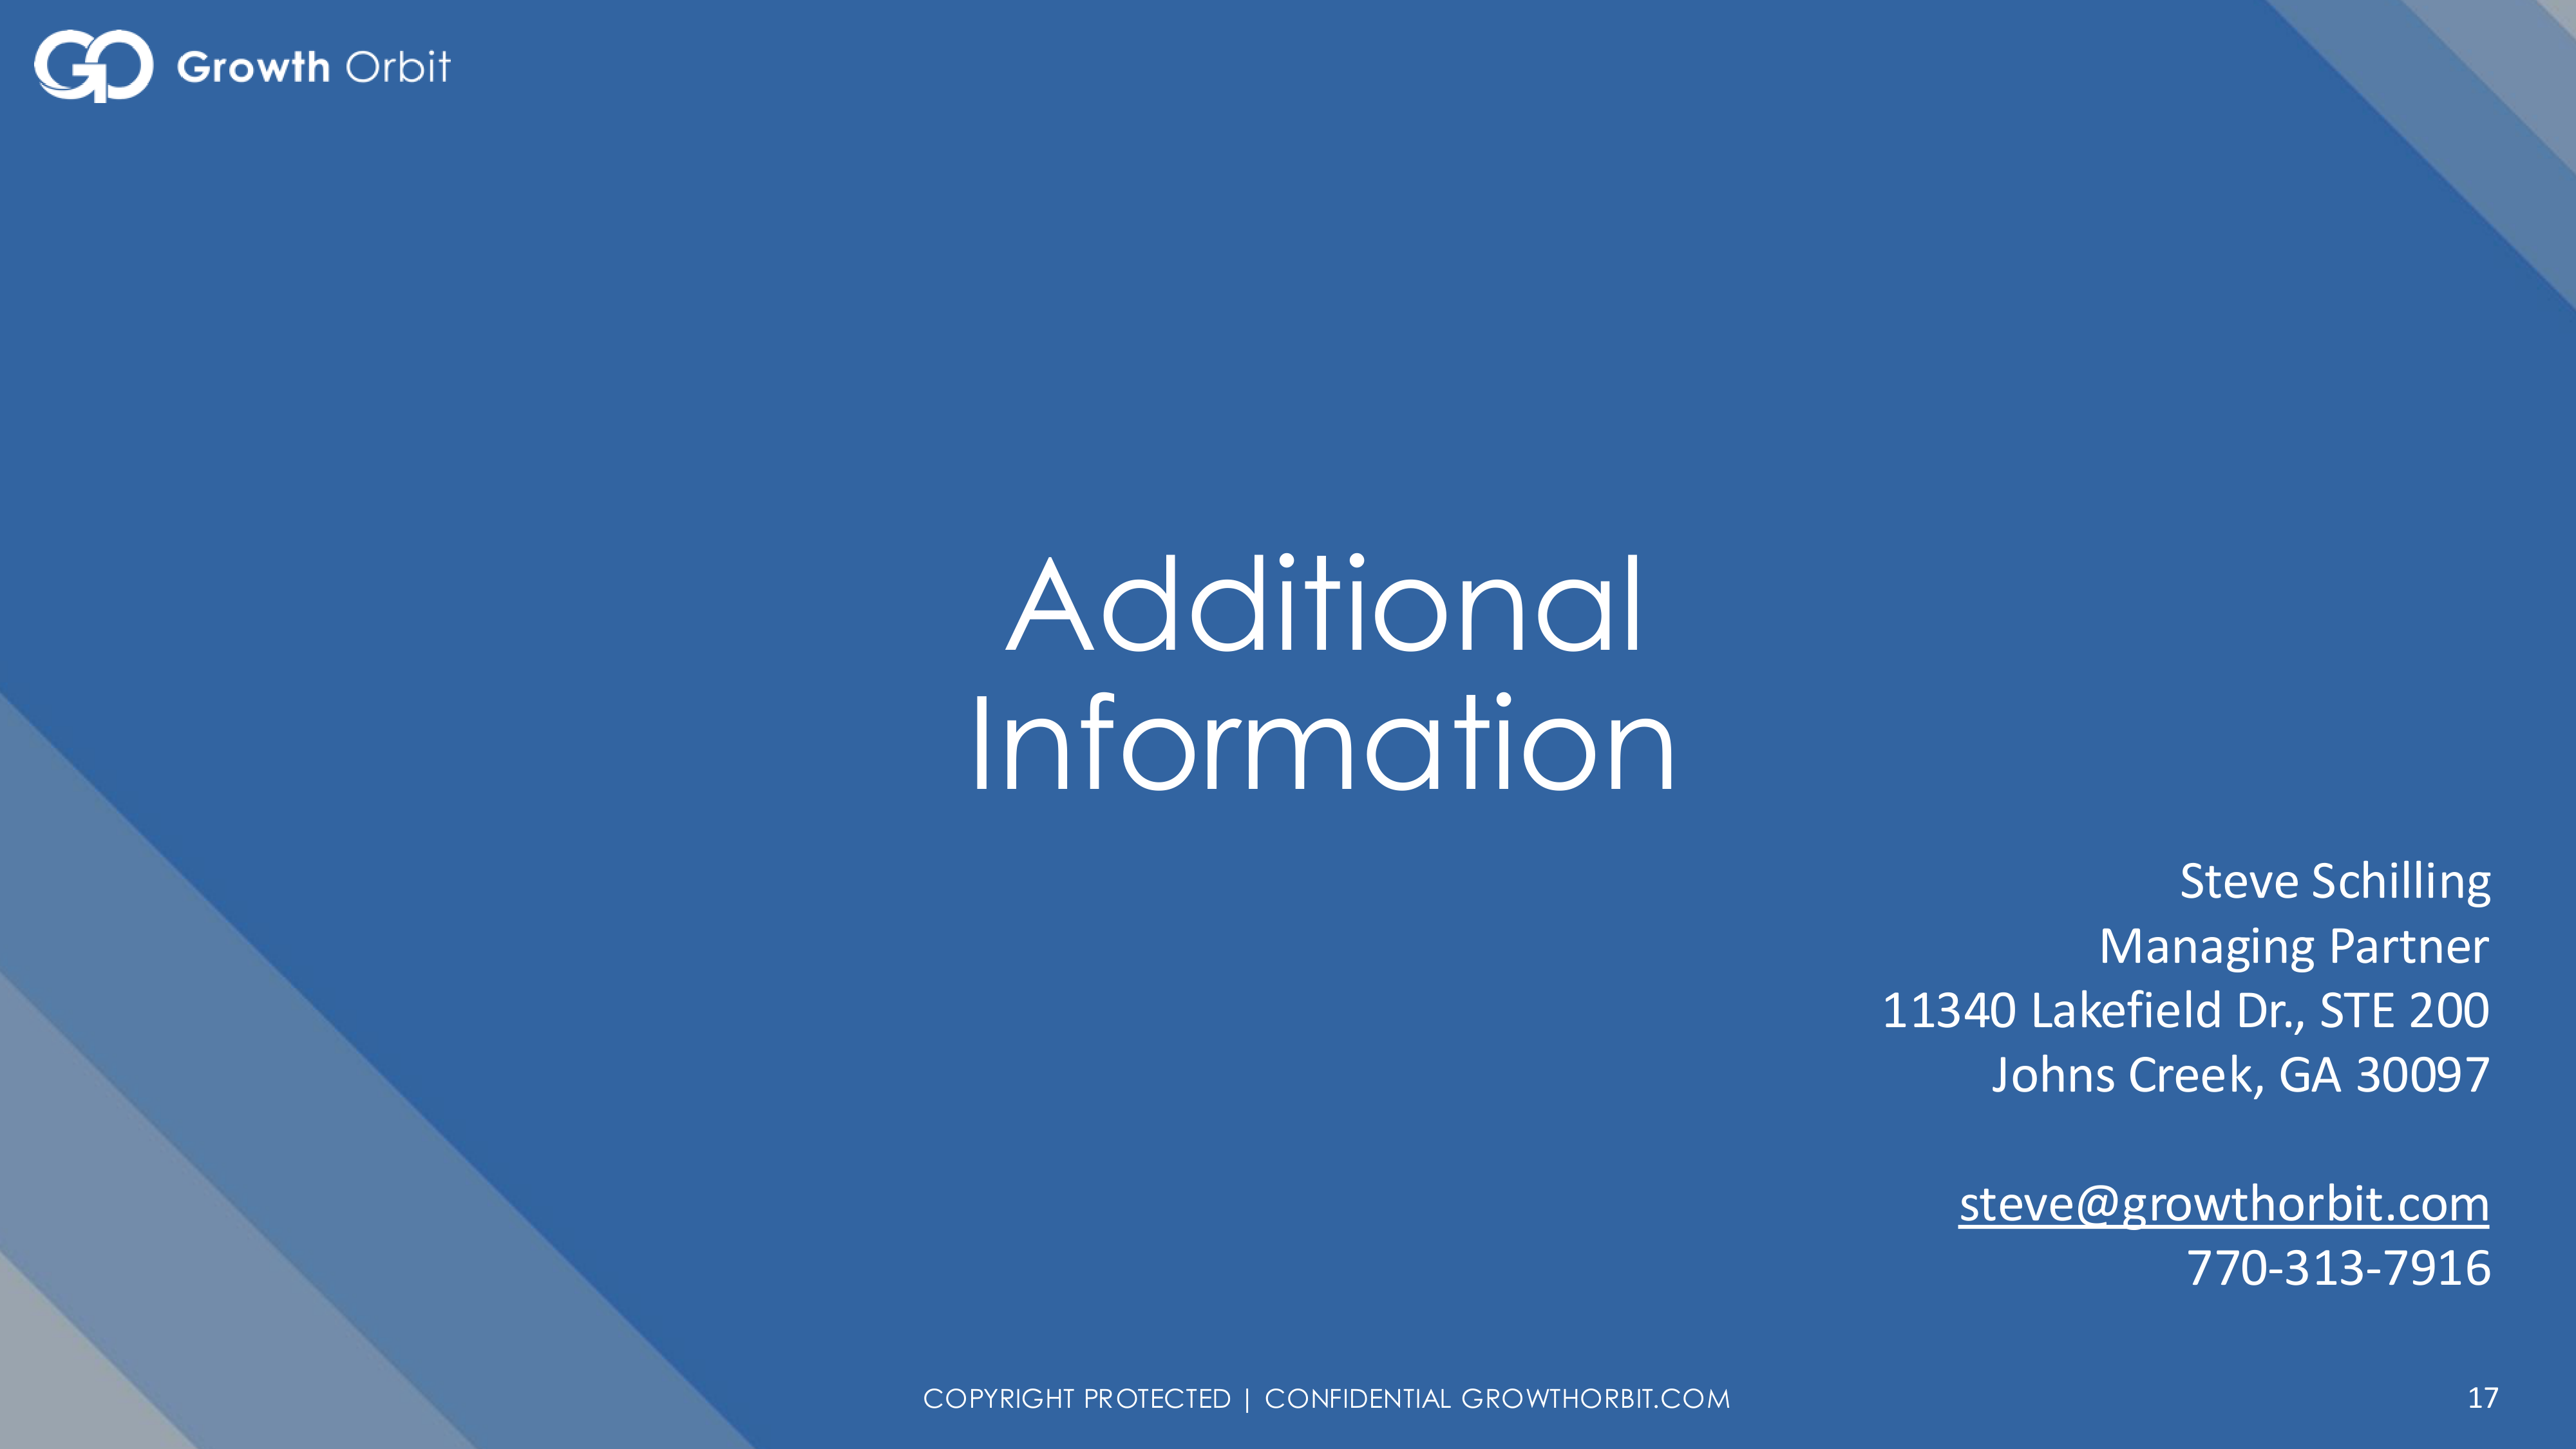 Growth Orbit
Additional
Information
Steve Schilling
Managing Partner
11340 Lakefield Dr., STE 200
Johns Creek, GA 30097
steve@growthorbit.com
770-313-7916
COPYRIGHT PROTECTED | CONFIDENTIAL GROWTHORBIT.COM
17